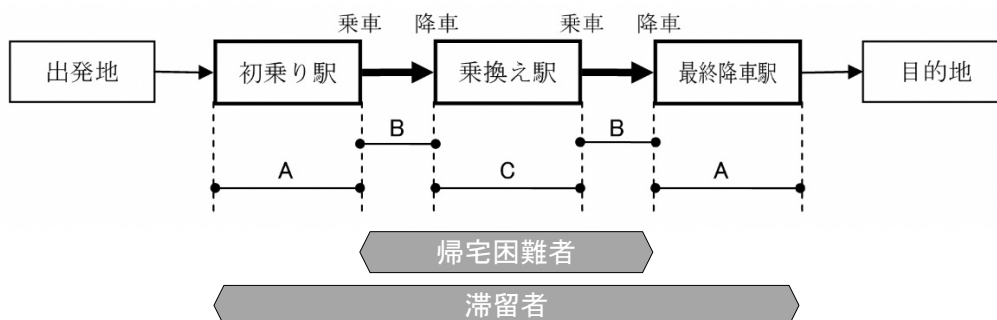 乗車 降車 乗車 降車
出発地 初乗り駅 乗換え駅 最終降車駅 目的地
B B
A C A
帰宅困難者
滞留者